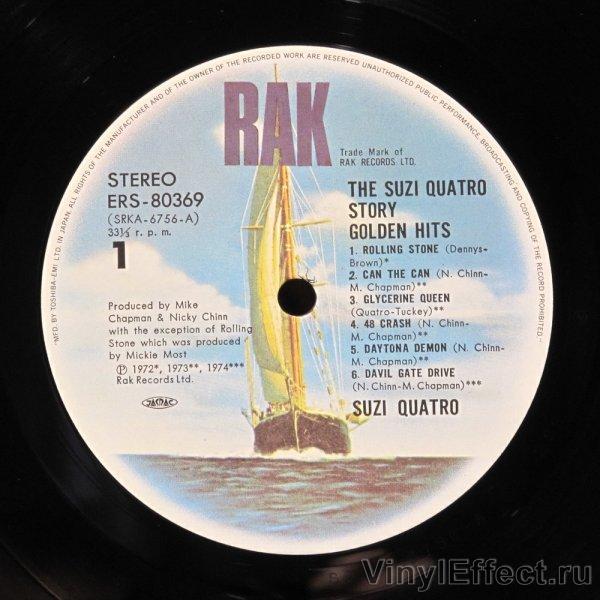 ALL RIGHTS OF THE MANUFACTURER AND OF THE OWNER OF THE RECORDED WORK ARE RESERVED UNAUTHORIZED PUBLIC PERFORMANCE, BROADCASTING AND COPYING OF THE RECORD PROHIBITED"
"MFD. BY TOSHIBA-EMI LTD. IN JAPAN.
RAK
Trade Mark of
RAK RECORDS LTD.
STEREO
ERS-80369
(SRKA-6756-A)
33⅓ r. p. m.
1
THE SUZI QUATRO
STORY
GOLDEN HITS
1. ROLLING STONE (Dennys-
Brown)*
2. CAN THE CAN (N. Chinn-
M. Chapman)**
3. GLYCERINE QUEEN
(Quatro-Tuckey)**
4. 48 CRASH (N. Chinn-
M. Chapman)**
5. DAYTONA DEMON (N. Chinn-
M. Chapman)**
6. DAVIL GATE DRIVE
(N. Chinn-M. Chapman)***
SUZI QUATRO
Produced by Mike
Chapman & Nicky Chinn
with the exception of Rolling
Stone which was produced
by Mickie Most
Ⓟ 1972*, 1973**, 1974***
Rak Records Ltd.
JASRAC
VinylEffect.ru